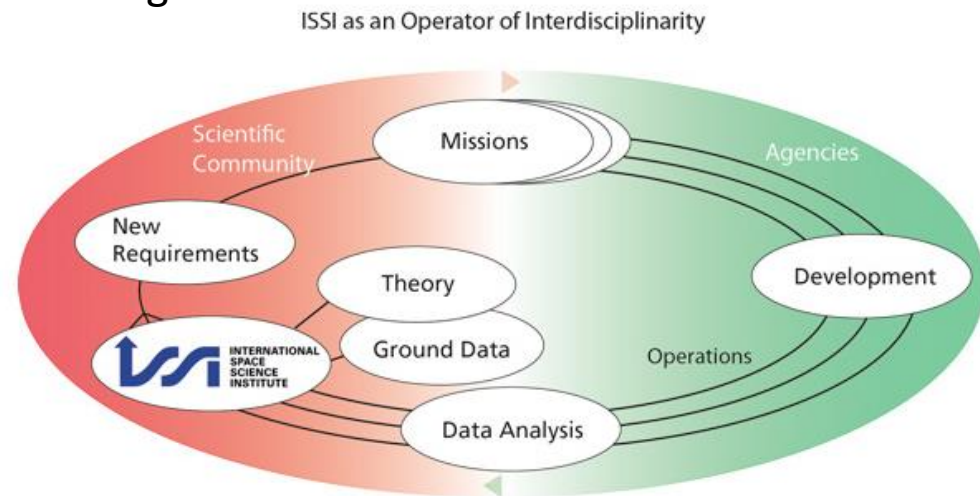 ISSI as an Operator of Interdisciplinarity
Scientific
Community
Missions
Agencies
New
Requirements
Theory
Development
Ground Data
Operations
ISSI
INTERNATIONAL
SPACE
SCIENCE
INSTITUTE
Data Analysis